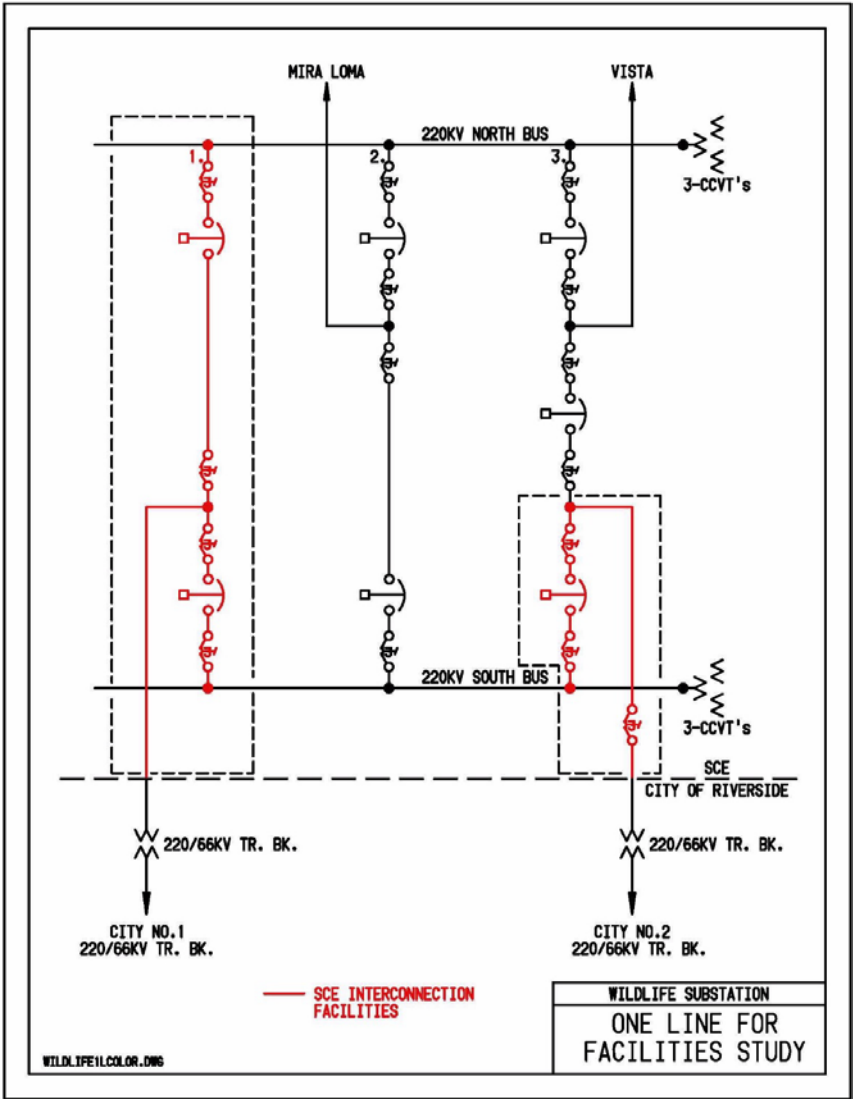 MIRA LOMA
VISTA
220KV NORTH BUS
1.
2.
3.
3-CCVT's
220KV SOUTH BUS
3-CCVT's
SCE
CITY OF RIVERSIDE
220/66KV TR. BK.
220/66KV TR. BK.
CITY NO.1
220/66KV TR. BK.
CITY NO.2
220/66KV TR. BK.
SCE INTERCONNECTION
FACILITIES
WILDLIFE SUBSTATION
ONE LINE FOR
FACILITIES STUDY
WILDLIFE1LCOLOR.DWG